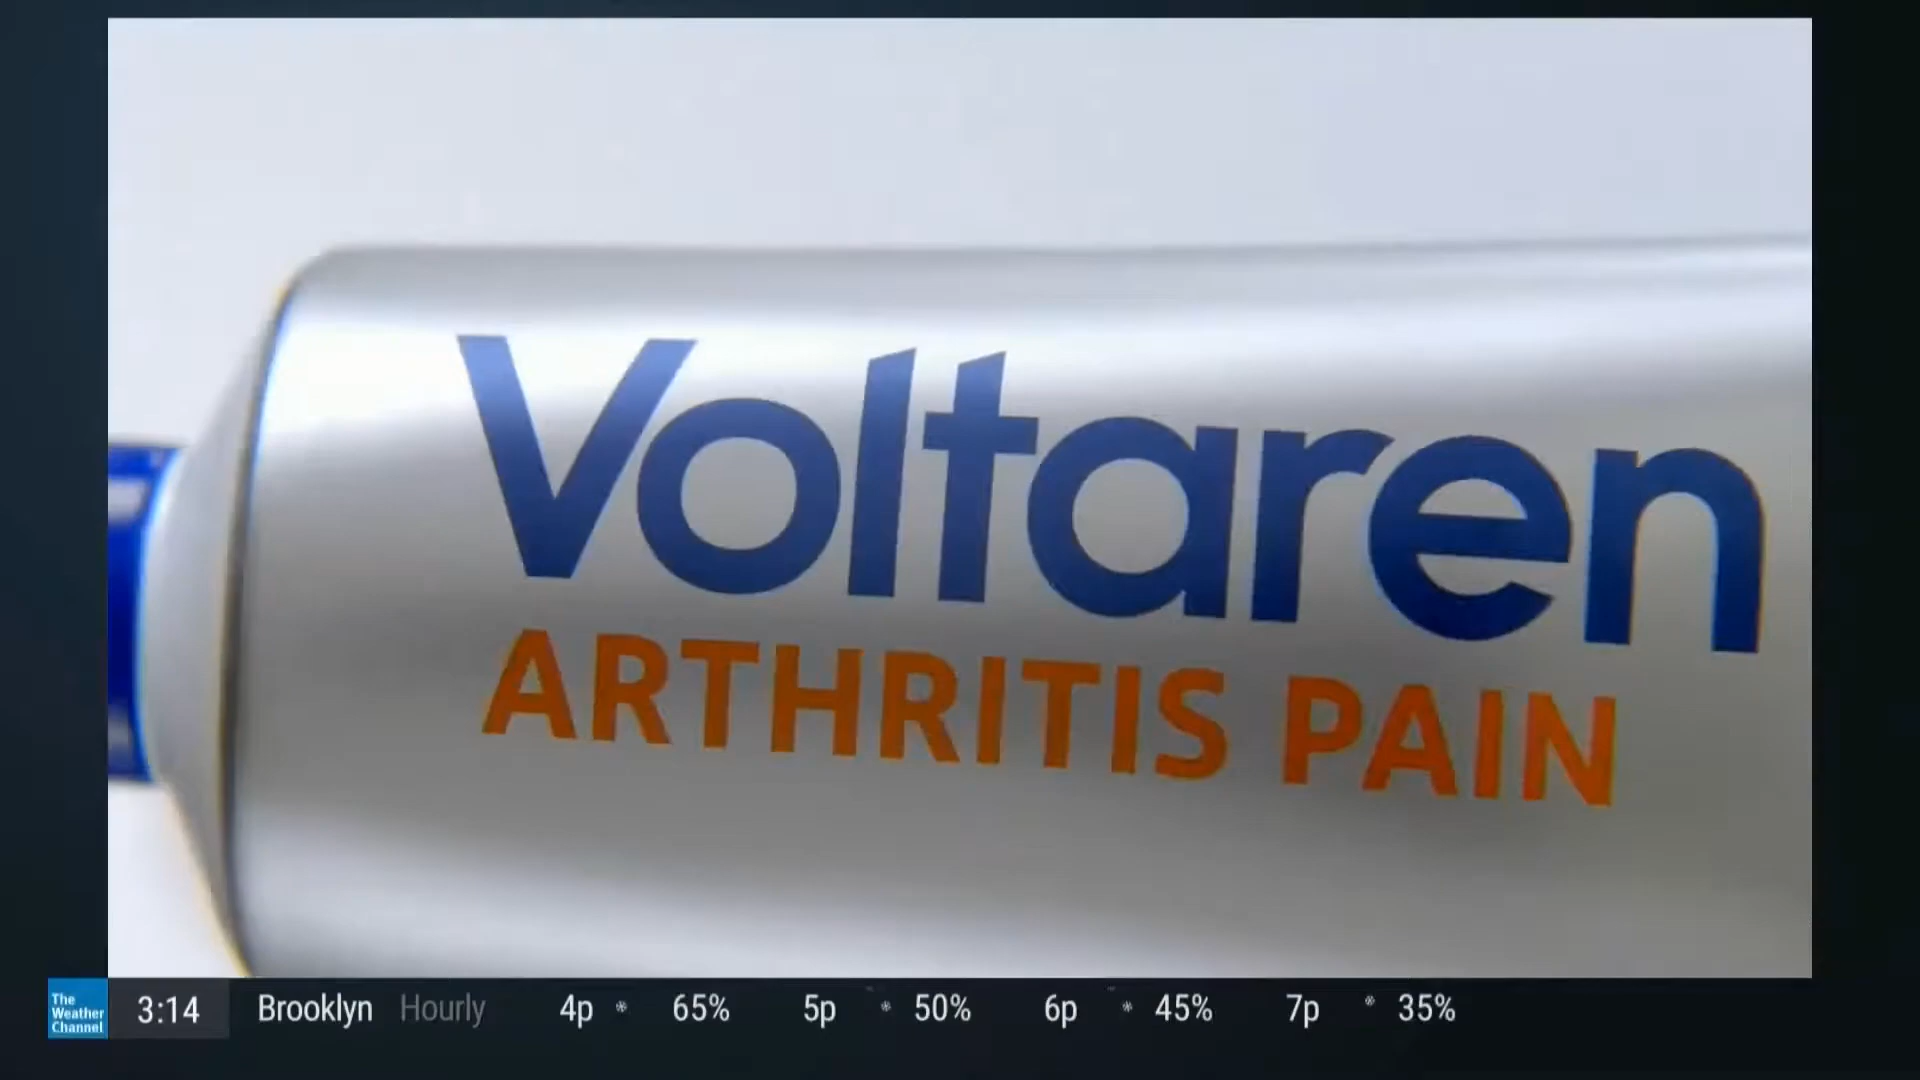 Voltaren
ARTHRITIS PAIN
The
Weather
Channel
3:14 Brooklyn Hourly 4p 65% 5p 50% 6p 45% 7p 35%